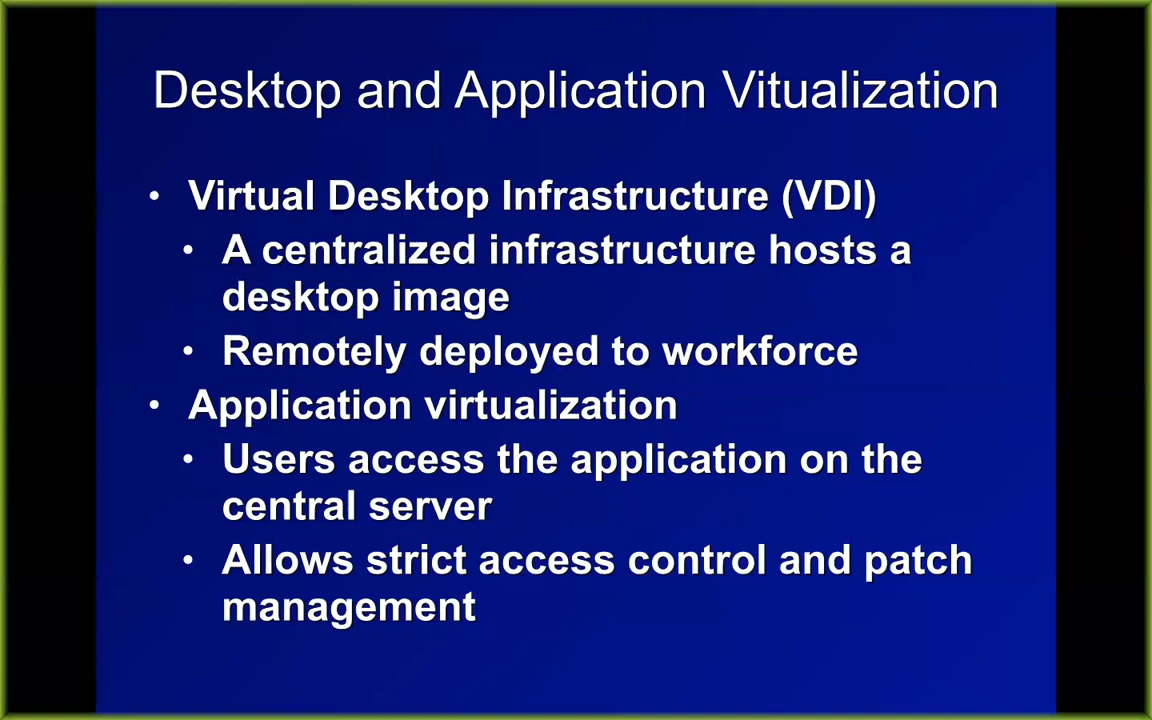 Desktop and Application Vitualization
• Virtual Desktop Infrastructure (VDI)
• A centralized infrastructure hosts a
desktop image
• Remotely deployed to workforce
• Application virtualization
• Users access the application on the
central server
• Allows strict access control and patch
management